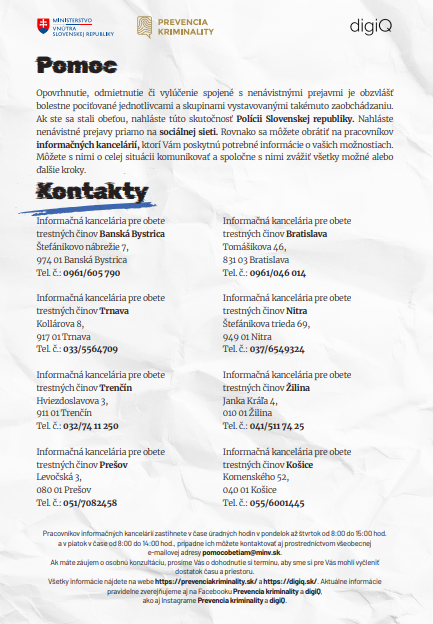 MINISTERSTVO
VNÚTRA
SLOVENSKEJ REPUBLIKY
PREVENCIA
KRIMINALITY
digiQ
Pomoc
Opovrhnutie, odmietnutie či vylúčenie spojené s nenávistnými prejavmi je obzvlášť
bolestne pociťované jednotlivcami a skupinami vystavovanými takémuto zaobchádzaniu.
Ak ste sa stali obeťou, nahláste túto skutočnosť Polícii Slovenskej republiky. Nahláste
nenávistné prejavy priamo na sociálnej sieti. Rovnako sa môžete obrátiť na pracovníkov
informačných kancelárií, ktorí Vám poskytnú potrebné informácie o vašich možnostiach.
Môžete s nimi o celej situácii komunikovať a spoločne s nimi zvážiť všetky možné alebo
ďalšie kroky.
Kontakty
Informačná kancelária pre obete
trestných činov Banská Bystrica
Štefánikovo nábrežie 7,
974 01 Banská Bystrica
Tel. č.: 0961/605 790
Informačná kancelária pre obete
trestných činov Bratislava
Tomášikova 46,
831 03 Bratislava
Tel. č.: 0961/046 014
Informačná kancelária pre obete
trestných činov Trnava
Kollárova 8,
917 01 Trnava
Tel. č.: 033/5564709
Informačná kancelária pre obete
trestných činov Nitra
Štefánikova trieda 69,
949 01 Nitra
Tel. č.: 037/6549324
Informačná kancelária pre obete
trestných činov Trenčín
Hviezdoslavova 3,
911 01 Trenčín
Tel. č.: 032/74 11 250
Informačná kancelária pre obete
trestných činov Žilina
Janka Kráľa 4,
010 01 Žilina
Tel. č.: 041/511 74 25
Informačná kancelária pre obete
trestných činov Prešov
Levočská 3,
080 01 Prešov
Tel. č.: 051/7082458
Informačná kancelária pre obete
trestných činov Košice
Komenského 52,
040 01 Košice
Tel. č.: 055/6001445
Pracovníkov informačných kancelárií zastihnete v čase úradných hodín v pondelok až štvrtok od 8:00 do 15:00 hod.
a v piatok v čase od 8:00 do 14:00 hod., prípadne ich môžete kontaktovať aj prostredníctvom všeobecnej
e-mailovej adresy pomocobetiam@minv.sk.
Ak máte záujem o osobnú konzultáciu, prosíme Vás o dohodnutie si termínu, aby sme si pre Vás mohli vyčleniť
dostatok času a priestoru.
Všetky informácie nájdete na webe https://prevenciakriminality.sk/ a https://digiq.sk/. Aktuálne informácie
pravidelne zverejňujeme aj na Facebooku Prevencia kriminality a digiQ,
ako aj Instagrame Prevencia kriminality a digiQ.